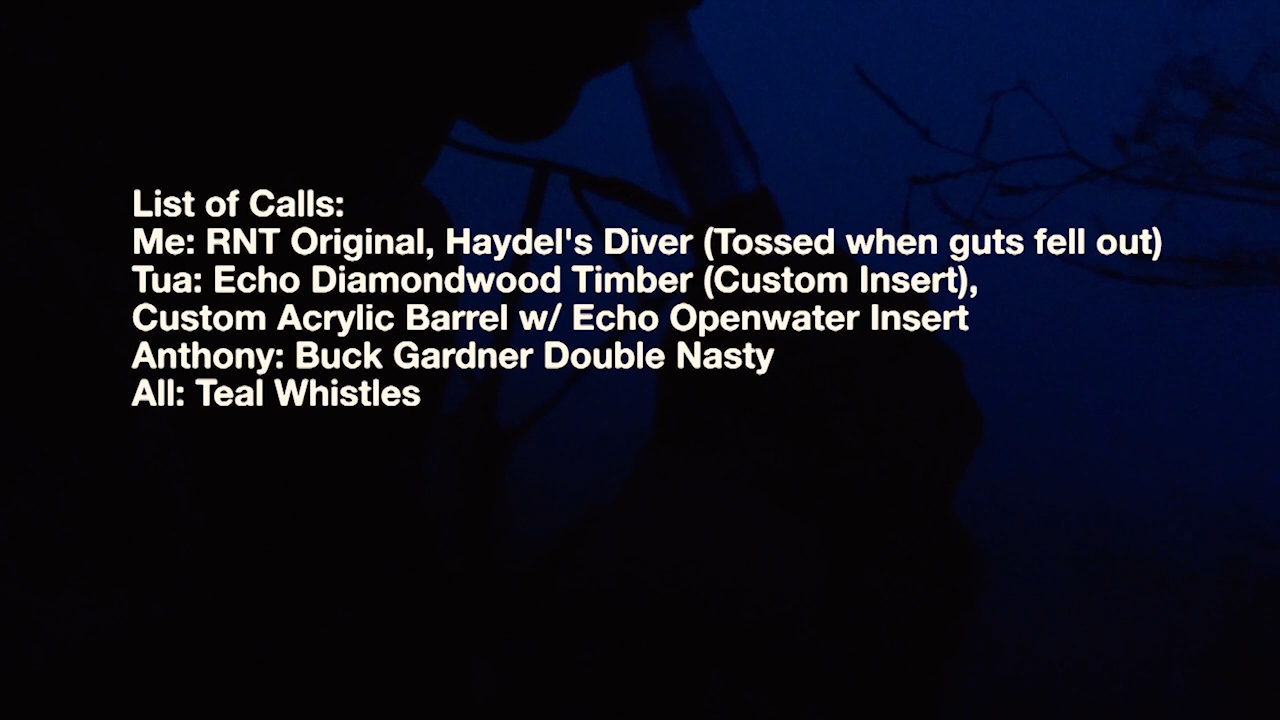 List of Calls:
Me: RNT Original, Haydel's Diver (Tossed when guts fell out)
Tua: Echo Diamondwood Timber (Custom Insert),
Custom Acrylic Barrel w/ Echo Openwater Insert
Anthony: Buck Gardner Double Nasty
All: Teal Whistles